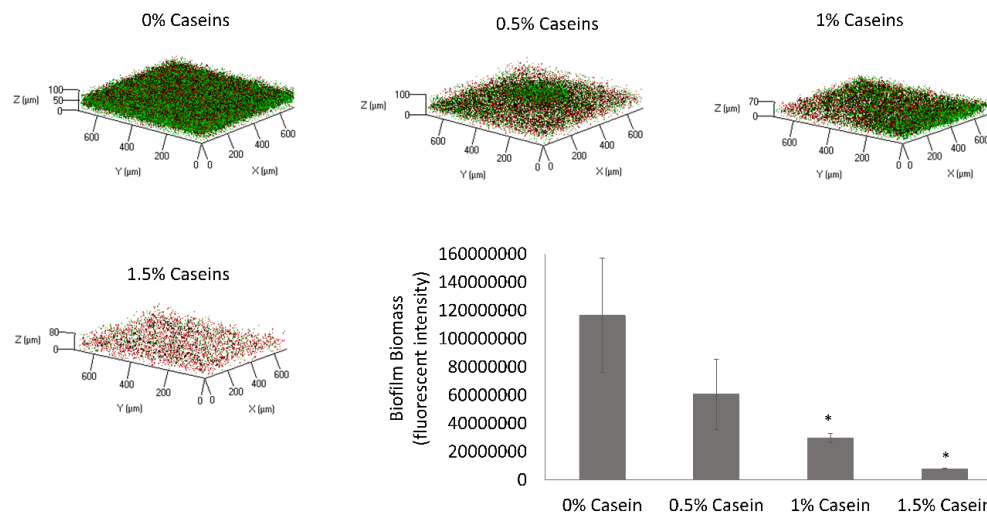 0% Caseins
0.5% Caseins
1% Caseins
Z (µm)
100
50
0
600
400
200
0
Y (µm)
0
200
400
600
X (µm)
Z (µm)
100
0
600
400
200
0
Y (µm)
0
200
400
600
X (µm)
Z (µm)
70
0
600
400
200
0
Y (µm)
0
200
400
600
X (µm)
1.5% Caseins
Z (µm)
80
0
600
400
200
0
Y (µm)
0
200
400
600
X (µm)
Biofilm Biomass
(fluorescent intensity)
160000000
140000000
120000000
100000000
80000000
60000000
40000000
20000000
0
*
*
0% Casein
0.5% Casein
1% Casein
1.5% Casein